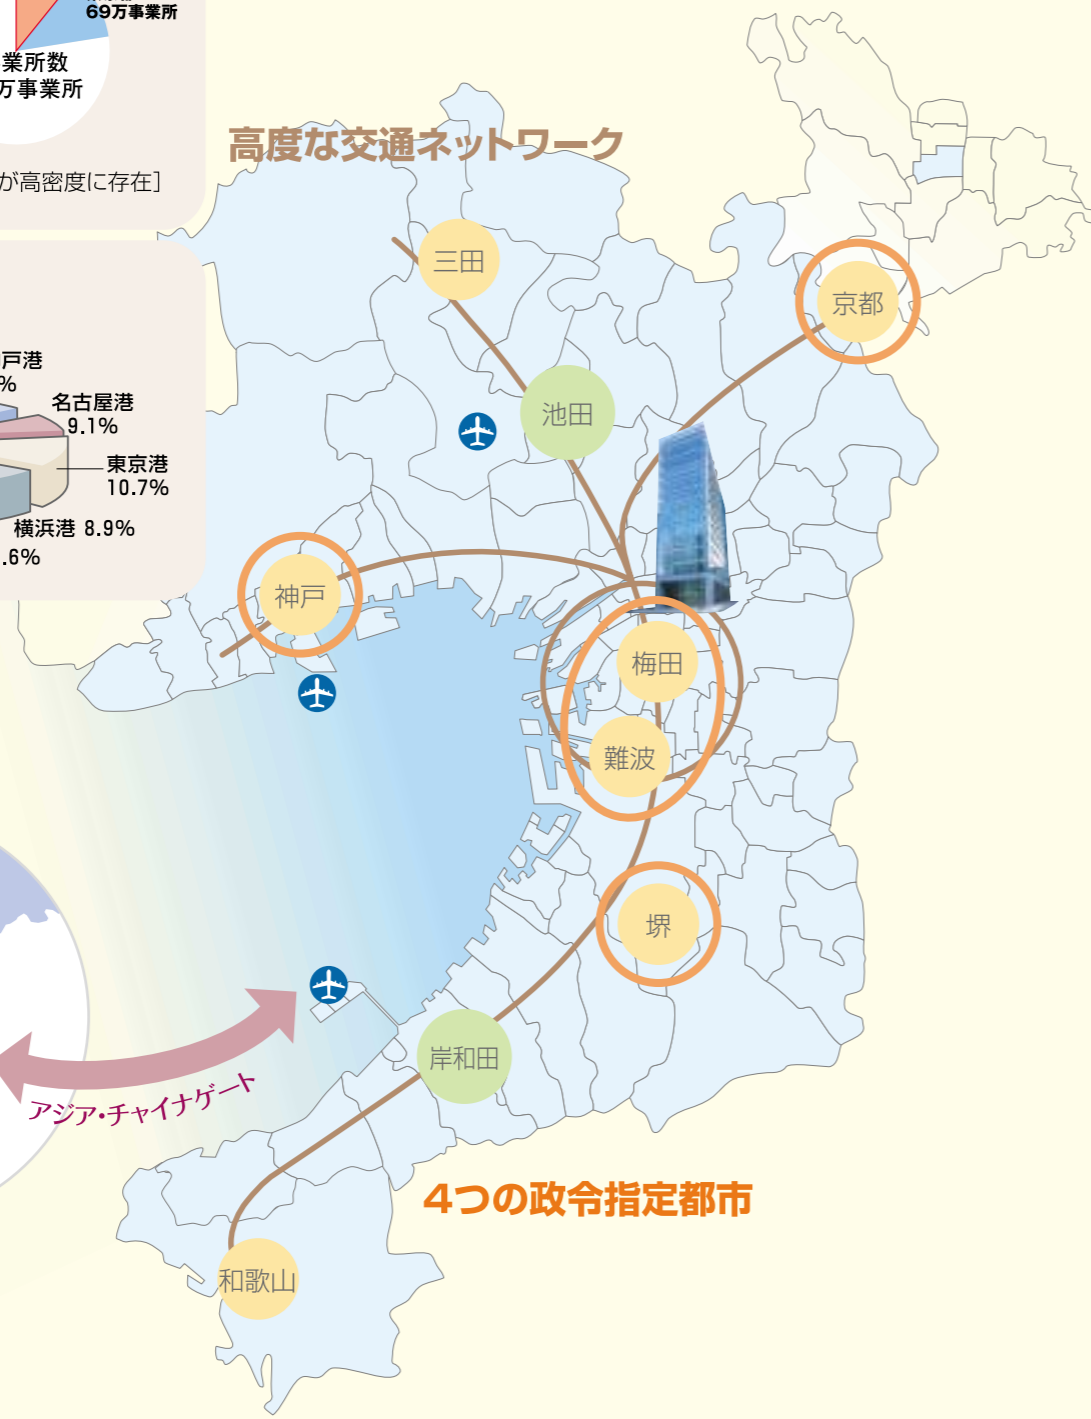 69万事業所
業所数
万事業所
が高密度に存在]
高度な交通ネットワーク
三田
京都
戸港
%
名古屋港
9.1%
東京港
10.7%
横浜港 8.9%
.6%
池田
神戸
梅田
難波
堺
岸和田
アジア・チャイナゲート
4つの政令指定都市
和歌山